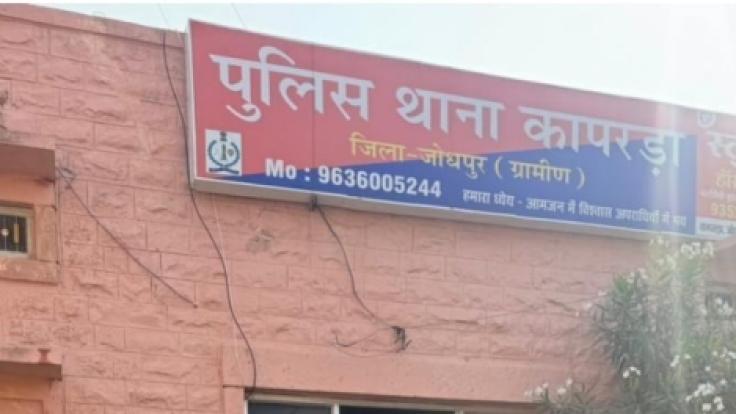 पुलिस थाना कापरड़ा
जिला-जोधपुर (ग्रामीण)
Mo : 9636005244
हमारा ध्येय - आमजन में विश्वास अपराधियों में भय